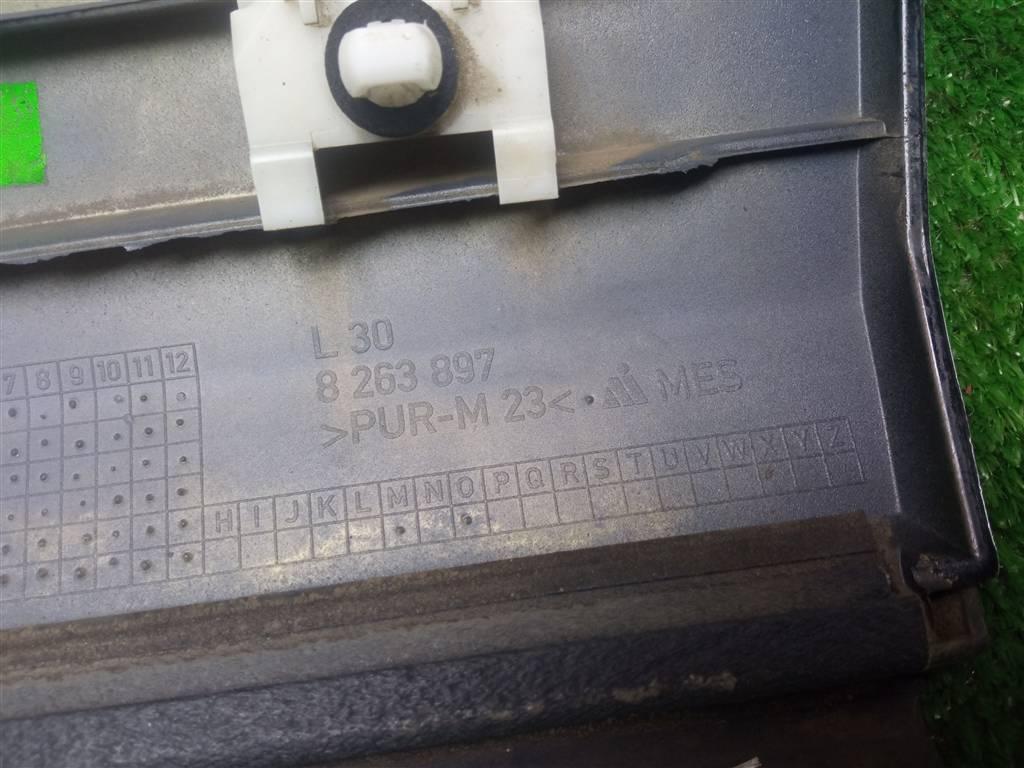 L 30
8 263 897
>PUR-M 23< MES
7 8 9 10 11 12
H I J K L M N O P Q R S T U V W X Y Z